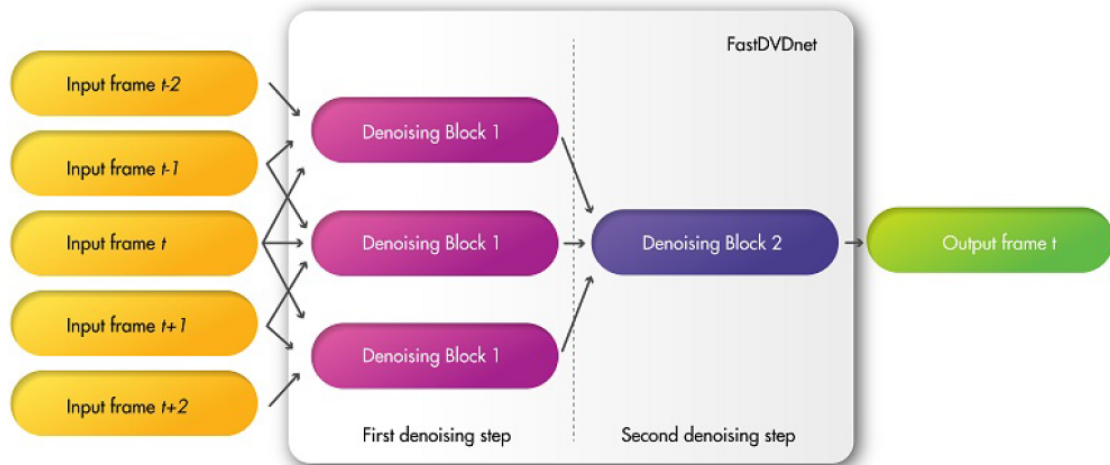 FastDVDnet
Input frame t-2
Input frame t-1
Input frame t
Input frame t+1
Input frame t+2
Denoising Block 1
Denoising Block 1
Denoising Block 1
Denoising Block 2
Output frame t
First denoising step
Second denoising step